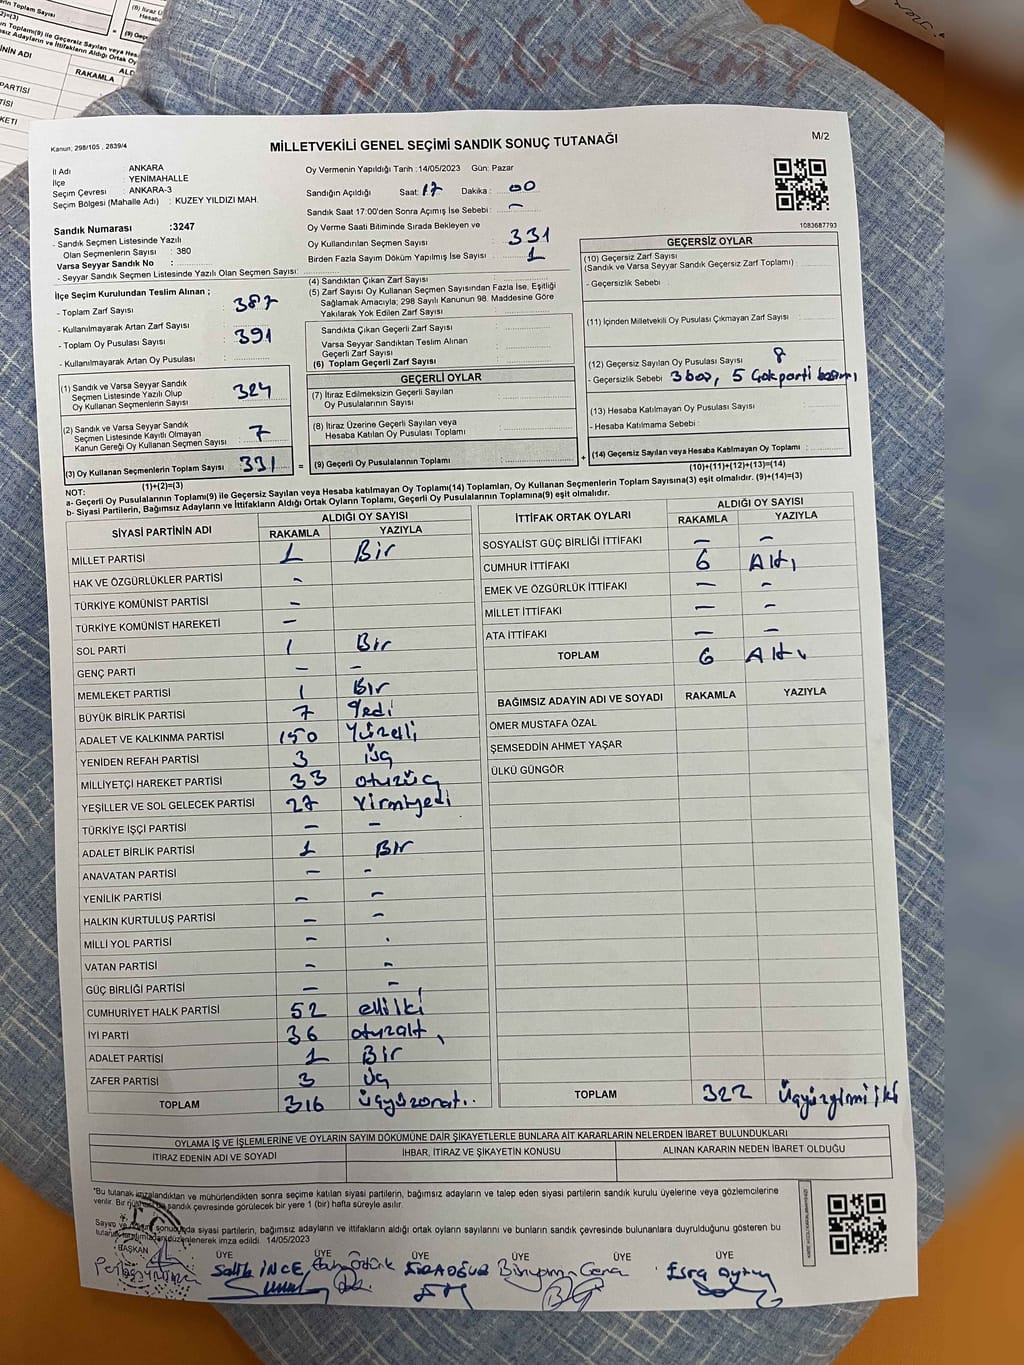 M.E.GÜLÇAY
Kanun, 298/105 , 2839/4
MİLLETVEKİLİ GENEL SEÇİMİ SANDIK SONUÇ TUTANAĞI
M/2
İl Adı : ANKARA
İlçe : YENİMAHALLE
Seçim Çevresi : ANKARA-3
Seçim Bölgesi (Mahalle Adı) : KUZEY YILDIZI MAH.
Sandık Numarası :3247
- Sandık Seçmen Listesinde Yazılı
Olan Seçmenlerin Sayısı : 380
Varsa Seyyar Sandık No :
- Seyyar Sandık Seçmen Listesinde Yazılı Olan Seçmen Sayısı:
Oy Vermenin Yapıldığı Tarih :14/05/2023 Gün: Pazar
Sandığın Açıldığı Saat: 17 Dakika : 00
Sandık Saat 17:00'den Sonra Açımış İse Sebebi : –
Oy Verme Saati Bitiminde Sırada Bekleyen ve
Oy Kullandırılan Seçmen Sayısı : 331
Birden Fazla Sayım Döküm Yapılmış İse Sayısı : 1
1083687793
İlçe Seçim Kurulundan Teslim Alınan ;
- Toplam Zarf Sayısı : 387
- Kullanılmayarak Artan Zarf Sayısı :
- Toplam Oy Pusulası Sayısı : 391
- Kullanılmayarak Artan Oy Pusulası :
(1) Sandık ve Varsa Seyyar Sandık
Seçmen Listesinde Yazılı Olup
Oy Kullanan Seçmenlerin Sayısı : 324
(2) Sandık ve Varsa Seyyar Sandık
Seçmen Listesinde Kayıtlı Olmayan
Kanun Gereği Oy Kullanan Seçmen Sayısı : 7
(3) Oy Kullanan Seçmenlerin Toplam Sayısı : 331
(1)+(2)=(3)
(4) Sandıktan Çıkan Zarf Sayısı :
(5) Zarf Sayısı Oy Kullanan Seçmen Sayısından Fazla İse, Eşitliği
Sağlamak Amacıyla; 298 Sayılı Kanunun 98. Maddesine Göre
Yakılarak Yok Edilen Zarf Sayısı :
Sandıkta Çıkan Geçerli Zarf Sayısı :
Varsa Seyyar Sandıktan Teslim Alınan
Geçerli Zarf Sayısı :
(6) Toplam Geçerli Zarf Sayısı :
GEÇERLİ OYLAR
(7) İtiraz Edilmeksizin Geçerli Sayılan
Oy Pusulalarının Sayısı :
(8) İtiraz Üzerine Geçerli Sayılan veya
Hesaba Katılan Oy Pusulası Toplamı :
= (9) Geçerli Oy Pusulalarının Toplamı : +
GEÇERSİZ OYLAR
(10) Geçersiz Zarf Sayısı
(Sandık ve Varsa Seyyar Sandık Geçersiz Zarf Toplamı) :
- Geçersizlik Sebebi :
(11) İçinden Milletvekili Oy Pusulası Çıkmayan Zarf Sayısı :
(12) Geçersiz Sayılan Oy Pusulası Sayısı : 8
- Geçersizlik Sebebi : 3 boş, 5 çok parti basımı
(13) Hesaba Katılmayan Oy Pusulası Sayısı :
- Hesaba Katılmama Sebebi :
(14) Geçersiz Sayılan veya Hesaba Katılmayan Oy Toplamı :
(10)+(11)+(12)+(13)=(14)
NOT:
a- Geçerli Oy Pusulalarının Toplamı(9) ile Geçersiz Sayılan veya Hesaba katılmayan Oy Toplamı(14) Toplamları, Oy Kullanan Seçmenlerin Toplam Sayısına(3) eşit olmalıdır. (9)+(14)=(3)
b- Siyasi Partilerin, Bağımsız Adayların ve İttifakların Aldığı Ortak Oyların Toplamı, Geçerli Oy Pusulalarının Toplamına(9) eşit olmalıdır.
SİYASİ PARTİNİN ADI ALDIĞI OY SAYISI
RAKAMLA YAZIYLA
MİLLET PARTİSİ 1 Bir
HAK VE ÖZGÜRLÜKLER PARTİSİ –
TÜRKİYE KOMÜNİST PARTİSİ –
TÜRKİYE KOMÜNİST HAREKETİ –
SOL PARTİ 1 Bir
GENÇ PARTİ – –
MEMLEKET PARTİSİ 1 Bir
BÜYÜK BİRLİK PARTİSİ 7 Yedi
ADALET VE KALKINMA PARTİSİ 150 Yüzelli
YENİDEN REFAH PARTİSİ 3 üç
MİLLİYETÇİ HAREKET PARTİSİ 33 otuzüç
YEŞİLLER VE SOL GELECEK PARTİSİ 27 Yirmiyedi
TÜRKİYE İŞÇİ PARTİSİ – –
ADALET BİRLİK PARTİSİ 1 Bir
ANAVATAN PARTİSİ – –
YENİLİK PARTİSİ – –
HALKIN KURTULUŞ PARTİSİ – –
MİLLİ YOL PARTİSİ – .
VATAN PARTİSİ – –
GÜÇ BİRLİĞİ PARTİSİ – –
CUMHURİYET HALK PARTİSİ 52 elliiki
İYİ PARTİ 36 otuzaltı
ADALET PARTİSİ 1 Bir
ZAFER PARTİSİ 3 Üç
TOPLAM 316 üçyüzonaltı
İTTİFAK ORTAK OYLARI ALDIĞI OY SAYISI
RAKAMLA YAZIYLA
SOSYALİST GÜÇ BİRLİĞİ İTTİFAKI – –
CUMHUR İTTİFAKI 6 Altı
EMEK VE ÖZGÜRLÜK İTTİFAKI – –
MİLLET İTTİFAKI – –
ATA İTTİFAKI – –
TOPLAM 6 Altı
BAĞIMSIZ ADAYIN ADI VE SOYADI RAKAMLA YAZIYLA
ÖMER MUSTAFA ÖZAL
ŞEMSEDDİN AHMET YAŞAR
ÜLKÜ GÜNGÖR
TOPLAM 322 Üçyüzyirmiiki
OYLAMA İŞ VE İŞLEMLERİNE VE OYLARIN SAYIM DÖKÜMÜNE DAİR ŞİKAYETLERLE BUNLARA AİT KARARLARIN NELERDEN İBARET BULUNDUKLARI
İTİRAZ EDENİN ADI VE SOYADI İHBAR, İTİRAZ VE ŞİKAYETİN KONUSU ALINAN KARARIN NEDEN İBARET OLDUĞU
"Bu tutanak imzalandıktan ve mühürlendikten sonra seçime katılan siyasi partilerin, bağımsız adayların ve talep eden siyasi partilerin sandık kurulu üyelerine veya gözlemcilerine
verilir. Bir sandık çevresinde görülecek bir yere 1 (bir) hafta süreyle asılır.
Sayım sonucunda siyasi partilerin, bağımsız adayların ve ittifakların aldığı ortak oyların sayılarını ve bunların sandık çevresinde bulunanlara duyrulduğunu gösteren bu
düzenlenerek imza edildi. 14/05/2023
BAŞKAN ÜYE ÜYE ÜYE ÜYE ÜYE ÜYE
Salih İNCE Öztürk Esra